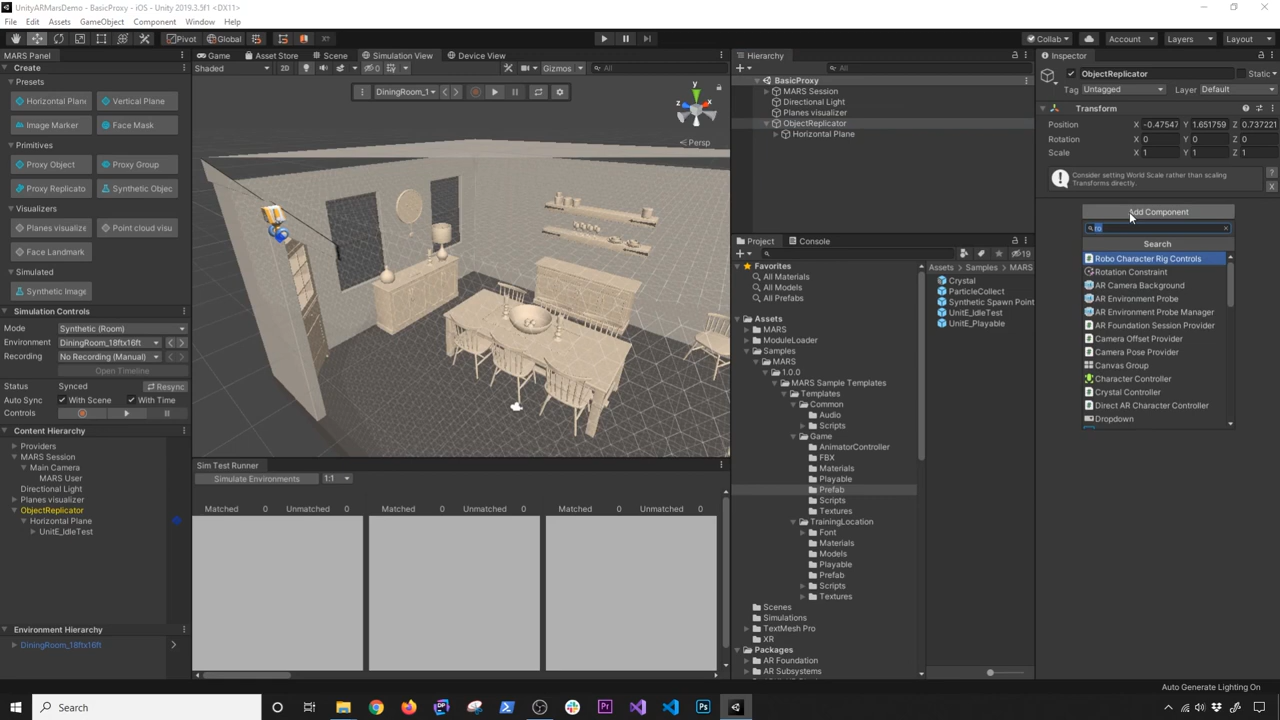 UnityARMarsDemo - BasicProxy - iOS - Unity 2019.3.5f1 <DX11>
File Edit Assets GameObject Component Window Help
Pivot Global Collab Account Layers Layout
MARS Panel
Create
Presets
Horizontal Plane Vertical Plane
Image Marker Face Mask
Primitives
Proxy Object Proxy Group
Proxy Replicato Synthetic Objec
Visualizers
Planes visualize Point cloud visu
Face Landmark
Simulated
Synthetic Image
Simulation Controls
Mode Synthetic (Room)
Environment DiningRoom_18ftx16ft
Recording No Recording (Manual)
Open Timeline
Status Synced Resync
Auto Sync With Scene With Time
Controls
Content Hierarchy
Providers
MARS Session
Main Camera
MARS User
Directional Light
Planes visualizer
ObjectReplicator
Horizontal Plane
UnitE_IdleTest
Environment Hierarchy
DiningRoom_18ftx16ft
Game Asset Store Scene Simulation View Device View
Shaded 2D 0 Gizmos All
DiningRoom_1
y
x
z
Persp
Sim Test Runner
Simulate Environments 1:1
Matched 0 Unmatched 0 Matched 0 Unmatched 0 Matched 0 Unmatched 0
Hierarchy
All
BasicProxy
MARS Session
Directional Light
Planes visualizer
ObjectReplicator
Horizontal Plane
Project Console
19
Favorites
All Materials
All Models
All Prefabs
Assets
MARS
ModuleLoader
Samples
MARS
1.0.0
MARS Sample Templates
Templates
Common
Audio
Scripts
Game
AnimatorController
FBX
Materials
Playable
Prefab
Scripts
Textures
TrainingLocation
Font
Materials
Models
Playable
Prefab
Scripts
Textures
Scenes
Simulations
TextMesh Pro
XR
Packages
AR Foundation
AR Subsystems
Assets Samples MARS
Crystal
ParticleCollect
Synthetic Spawn Point
UnitE_IdleTest
UnitE_Playable
Inspector
ObjectReplicator Static
Tag Untagged Layer Default
Transform
Position X -0.47547 Y 1.651759 Z 0.737221
Rotation X 0 Y 0 Z 0
Scale X 1 Y 1 Z 1
Consider setting World Scale rather than scaling
Transforms directly.
Add Component
ro
Search
Robo Character Rig Controls
Rotation Constraint
AR Camera Background
AR Environment Probe
AR Environment Probe Manager
AR Foundation Session Provider
Camera Offset Provider
Camera Pose Provider
Canvas Group
Character Controller
Crystal Controller
Direct AR Character Controller
Dropdown
Auto Generate Lighting On
Search